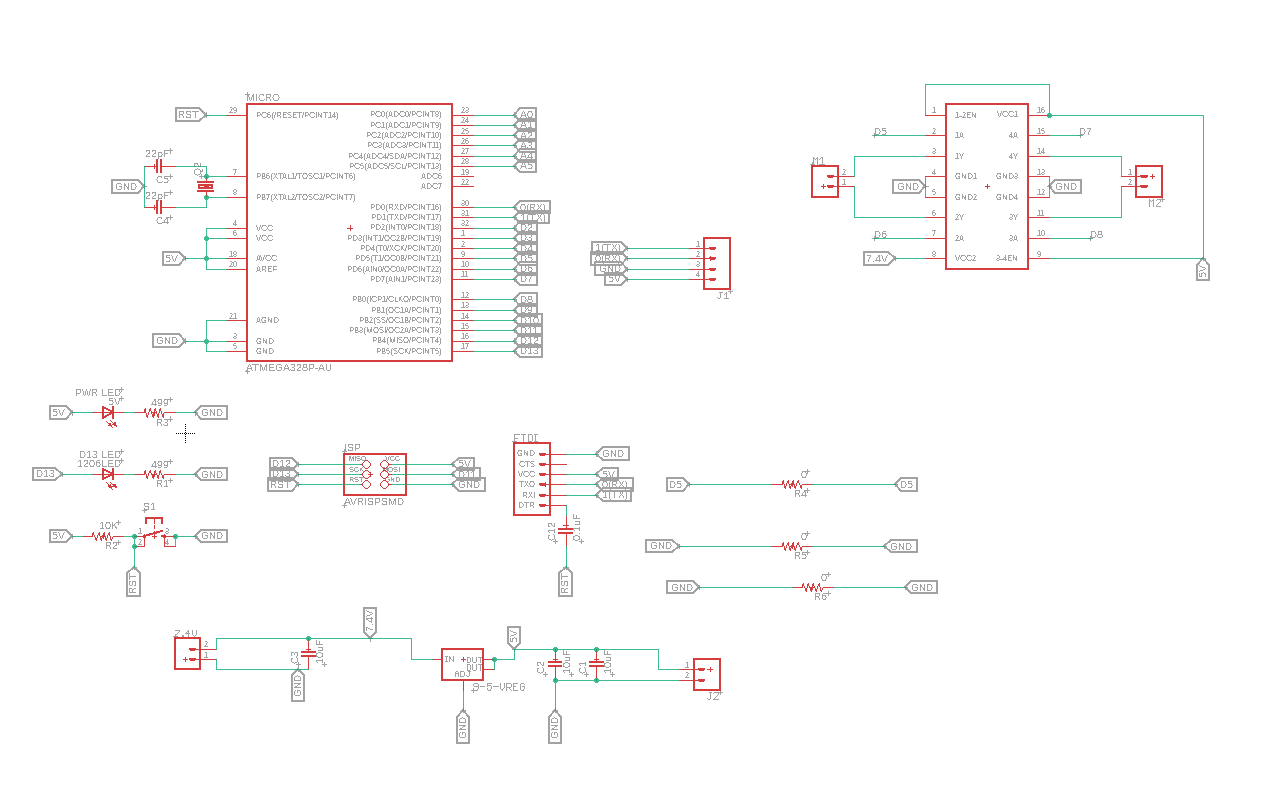 MICRO
RST
29
PC6(/RESET/PCINT14)
22pF
C5
Q2
GND
22pF
C4
7
PB6(XTAL1/TOSC1/PCINT6)
8
PB7(XTAL2/TOSC2/PCINT7)
4
VCC
6
VCC
5V
18
AVCC
20
AREF
21
AGND
GND
3
GND
5
GND
ATMEGA328P-AU
PC0(ADC0/PCINT8)
23
A0
PC1(ADC1/PCINT9)
24
A1
PC2(ADC2/PCINT10)
25
A2
PC3(ADC3/PCINT11)
26
A3
PC4(ADC4/SDA/PCINT12)
27
A4
PC5(ADC5/SCL/PCINT13)
28
A5
ADC6
19
ADC7
22
PD0(RXD/PCINT16)
30
0(RX)
PD1(TXD/PCINT17)
31
1(TX)
PD2(INT0/PCINT18)
32
D2
PD3(INT1/OC2B/PCINT19)
1
D3
PD4(T0/XCK/PCINT20)
2
D4
PD5(T1/OC0B/PCINT21)
9
D5
PD6(AIN0/OC0A/PCINT22)
10
D6
PD7(AIN1/PCINT23)
11
D7
PB0(ICP1/CLKO/PCINT0)
12
D8
PB1(OC1A/PCINT1)
13
D9
PB2(SS/OC1B/PCINT2)
14
D10
PB3(MOSI/OC2A/PCINT3)
15
D11
PB4(MISO/PCINT4)
16
D12
PB5(SCK/PCINT5)
17
D13
1(TX)
1
0(RX)
2
GND
3
5V
4
J1
1
1-2EN
VCC1
16
D5
2
1A
4A
15
D7
M1
2
1
3
1Y
4Y
14
1
2
M2
GND
4
GND1
GND3
13
GND
5
GND2
GND4
12
6
2Y
3Y
11
D6
7
2A
3A
10
D8
7.4V
8
VCC2
3-4EN
9
5V
PWR LED
5V
5V
499
R3
GND
D13 LED
1206LED
D13
499
R1
GND
S1
5V
10K
R2
1
2
3
4
GND
RST
ISP
D12
MISO
VCC
5V
D13
SCK
MOSI
D11
RST
RST
GND
GND
AVRISPSMD
FTDI
GND
GND
CTS
VCC
5V
TXO
0(RX)
RXI
1(TX)
DTR
C12
0.1uF
RST
D5
0
R4
D5
GND
0
R5
GND
GND
0
R6
GND
7.4V
2
1
C3
10uF
GND
7.4V
IN
OUT
OUT
ADJ
9-5-VREG
GND
5V
C2
10uF
C1
10uF
GND
1
2
J2